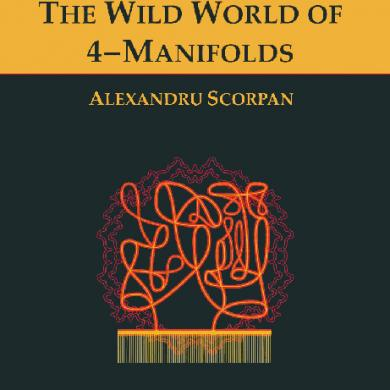 THE WILD WORLD OF
4–MANIFOLDS
ALEXANDRU SCORPAN